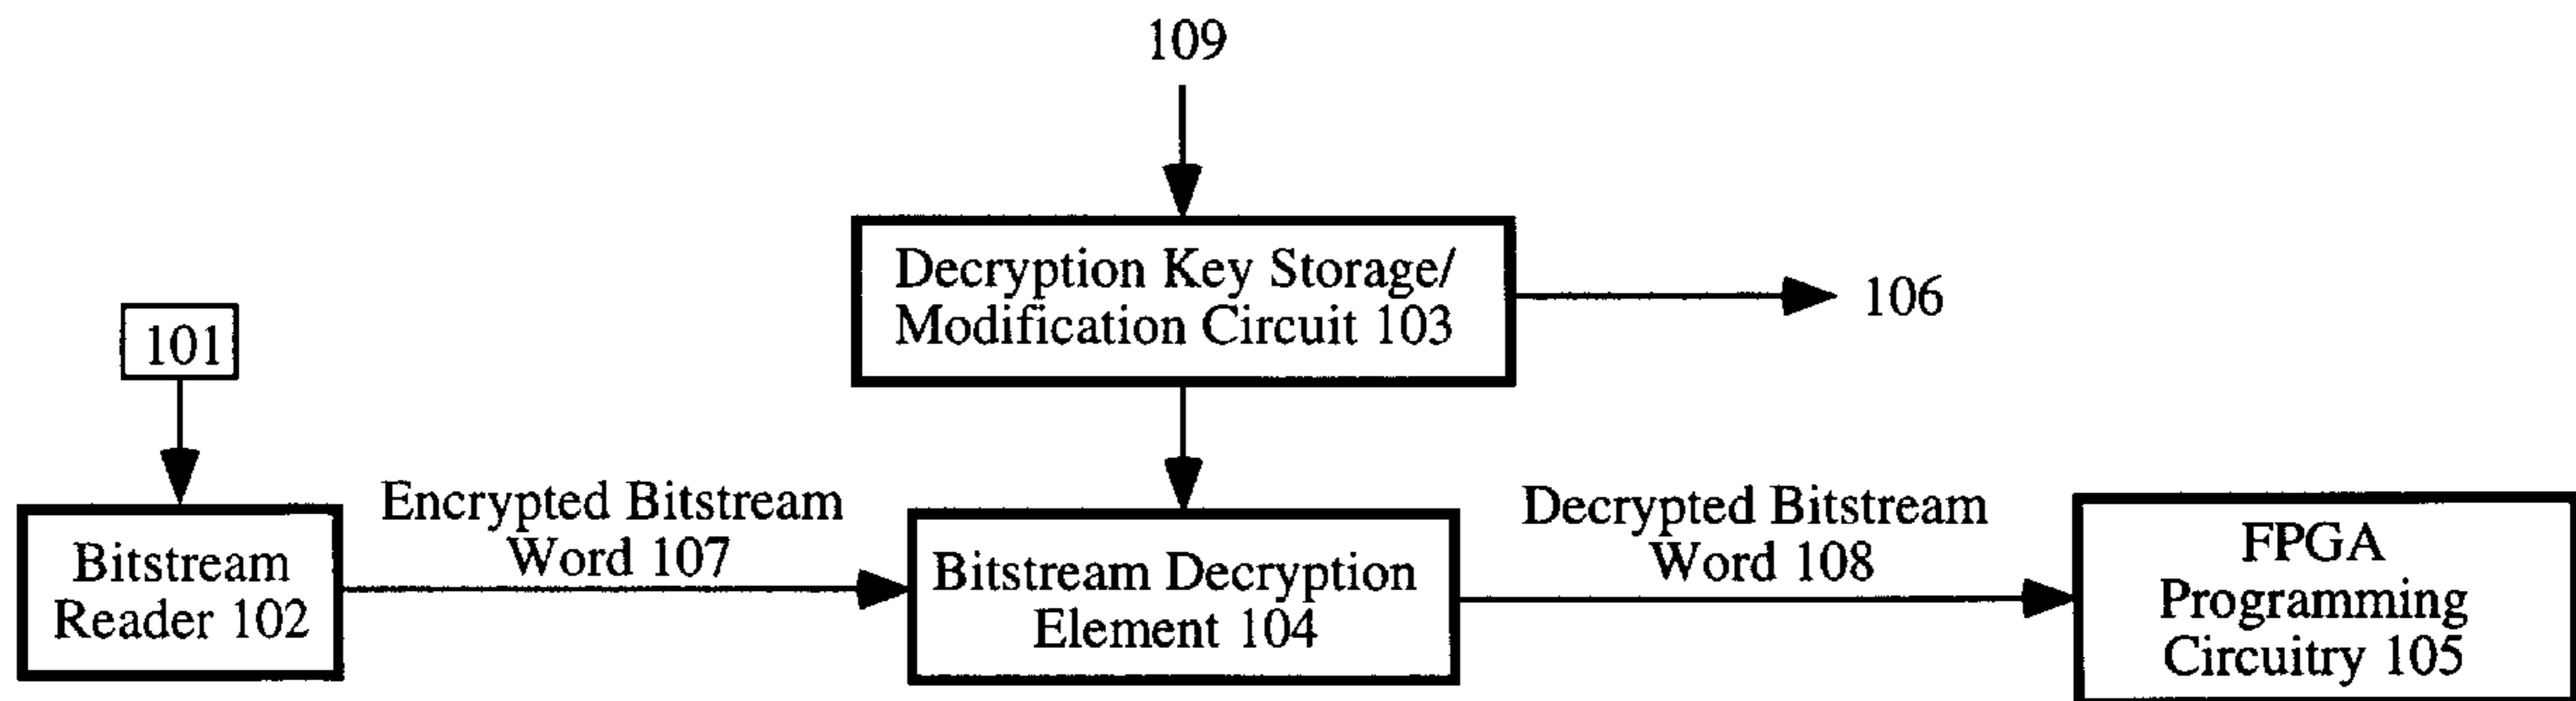 109
Decryption Key Storage/
Modification Circuit 103
106
101
Bitstream
Reader 102
Encrypted Bitstream
Word 107
Bitstream Decryption
Element 104
Decrypted Bitstream
Word 108
FPGA
Programming
Circuitry 105